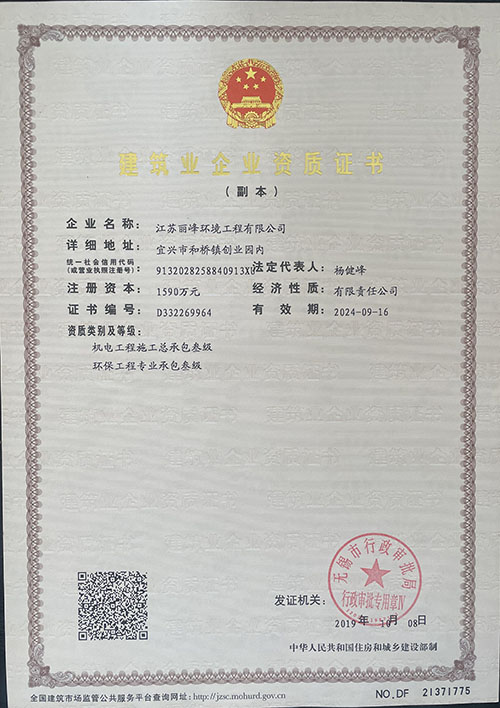 建筑业企业资质证书
（副本）
企业名称： 江苏丽峰环境工程有限公司
详细地址： 宜兴市和桥镇创业园内
统一社会信用代码
(或营业执照注册号)： 9132028258840913XU 法定代表人：杨健峰
注册资本： 1590万元 经济性质：有限责任公司
证书编号： D332269964 有效期：2024-09-16
资质类别及等级：
机电工程施工总承包叁级
环保工程专业承包叁级
无锡市行政审批局
行政审批专用章Ⅳ
发证机关：
2019 年 10 月 08日
中华人民共和国住房和城乡建设部制
全国建筑市场监管公共服务平台查询网址：http://jzsc.mohurd.gov.cn
NO.DF 21371775